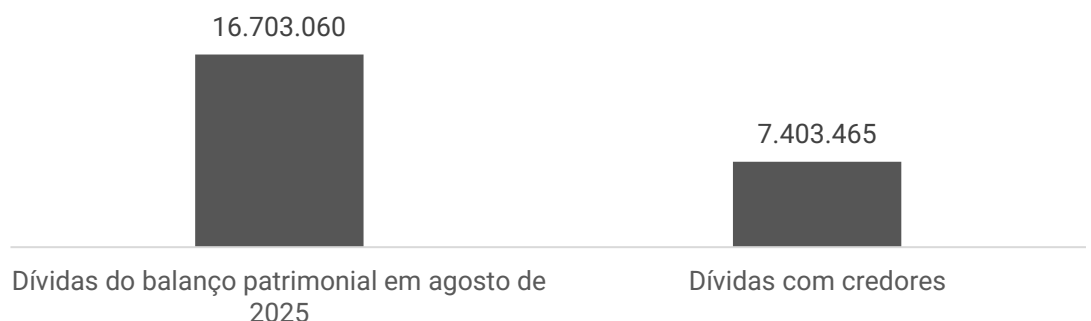 16.703.060
7.403.465
Dívidas do balanço patrimonial em agosto de
2025
Dívidas com credores